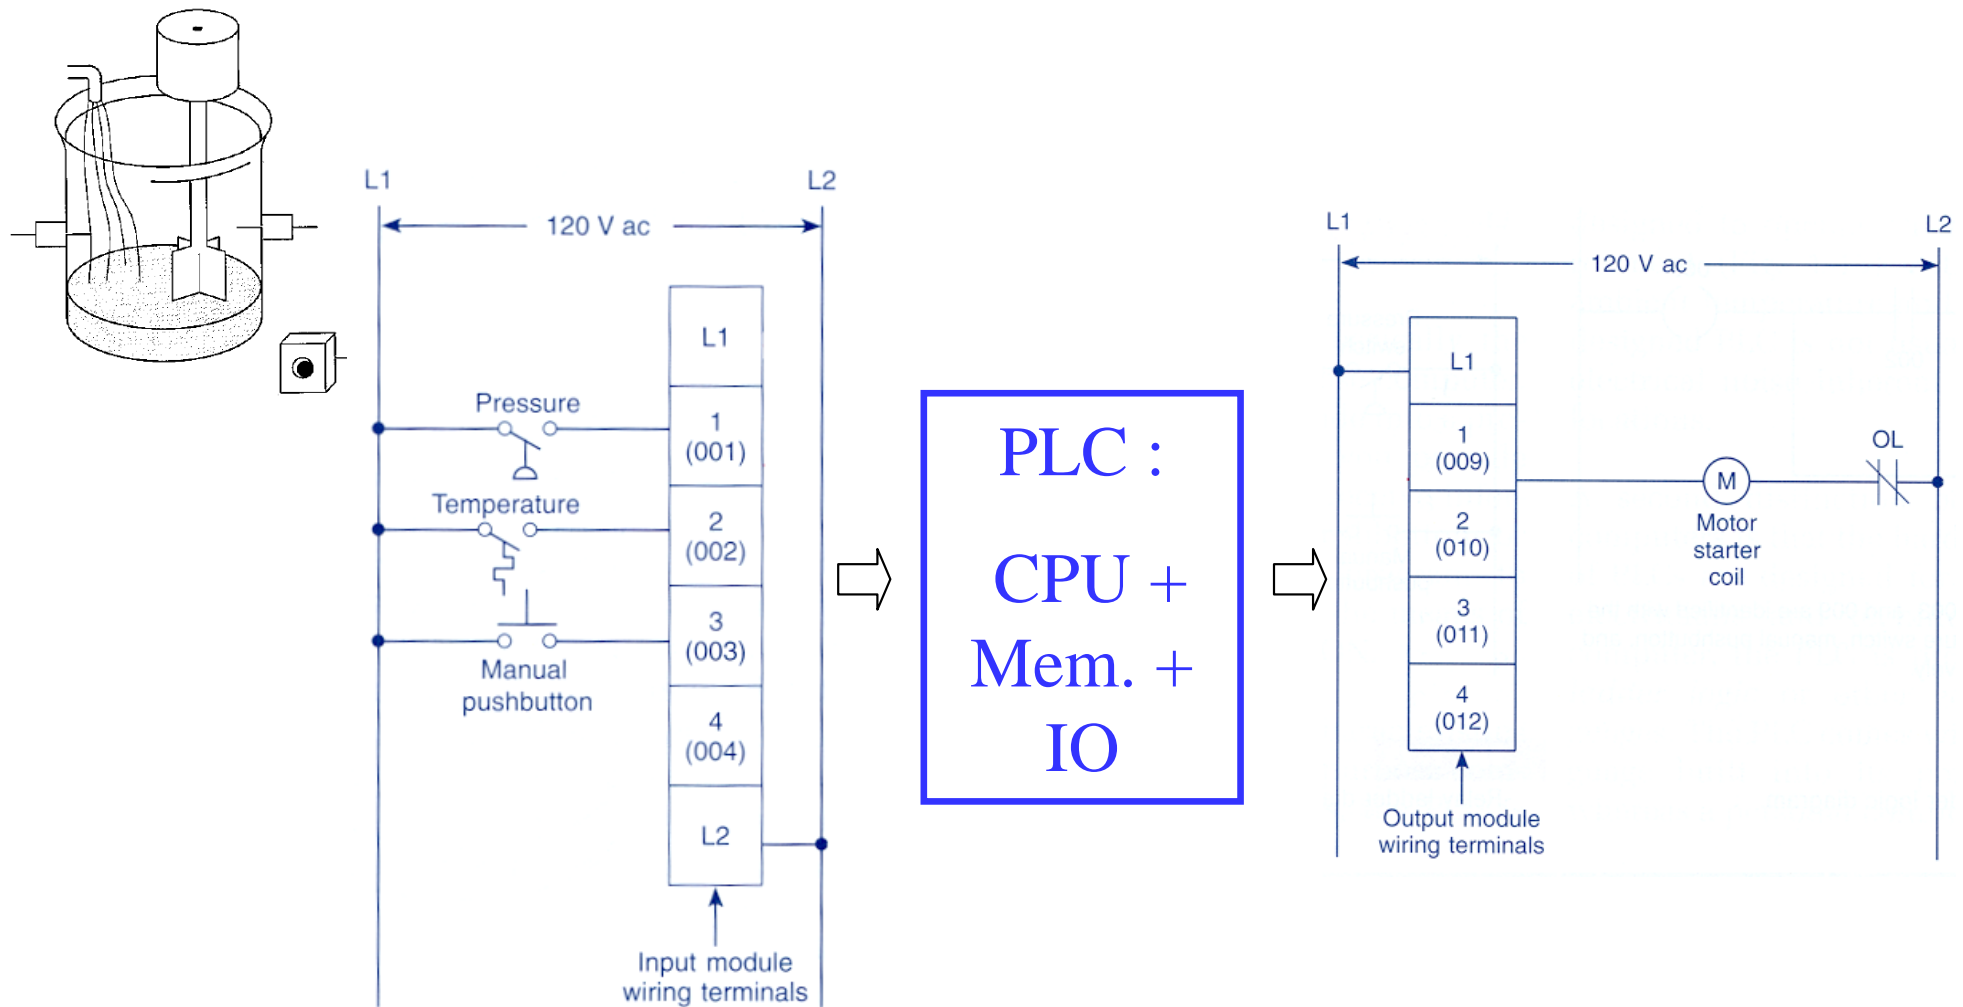 L1
L2
120 V ac
L1
Pressure
1
(001)
Temperature
2
(002)
3
(003)
Manual
pushbutton
4
(004)
L2
Input module
wiring terminals
PLC :
CPU +
Mem. +
IO
L1
L2
120 V ac
L1
1
(009)
OL
M
Motor
starter
coil
2
(010)
3
(011)
4
(012)
Output module
wiring terminals